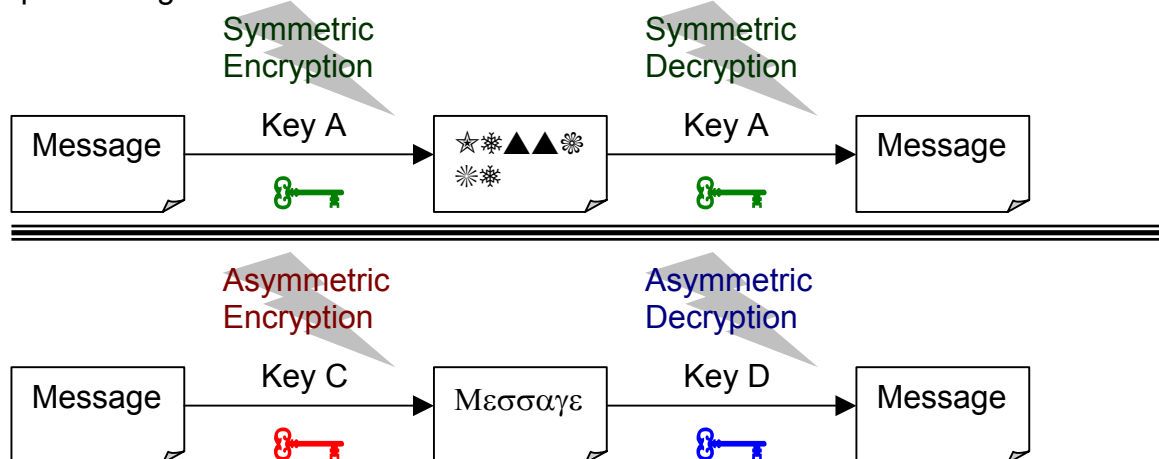 Symmetric Encryption
Symmetric Decryption
Message
Key A
✭❄▲▲❁
❇❄
Key A
Message
Asymmetric Encryption
Asymmetric Decryption
Message
Key C
Μεσσαγε
Key D
Message